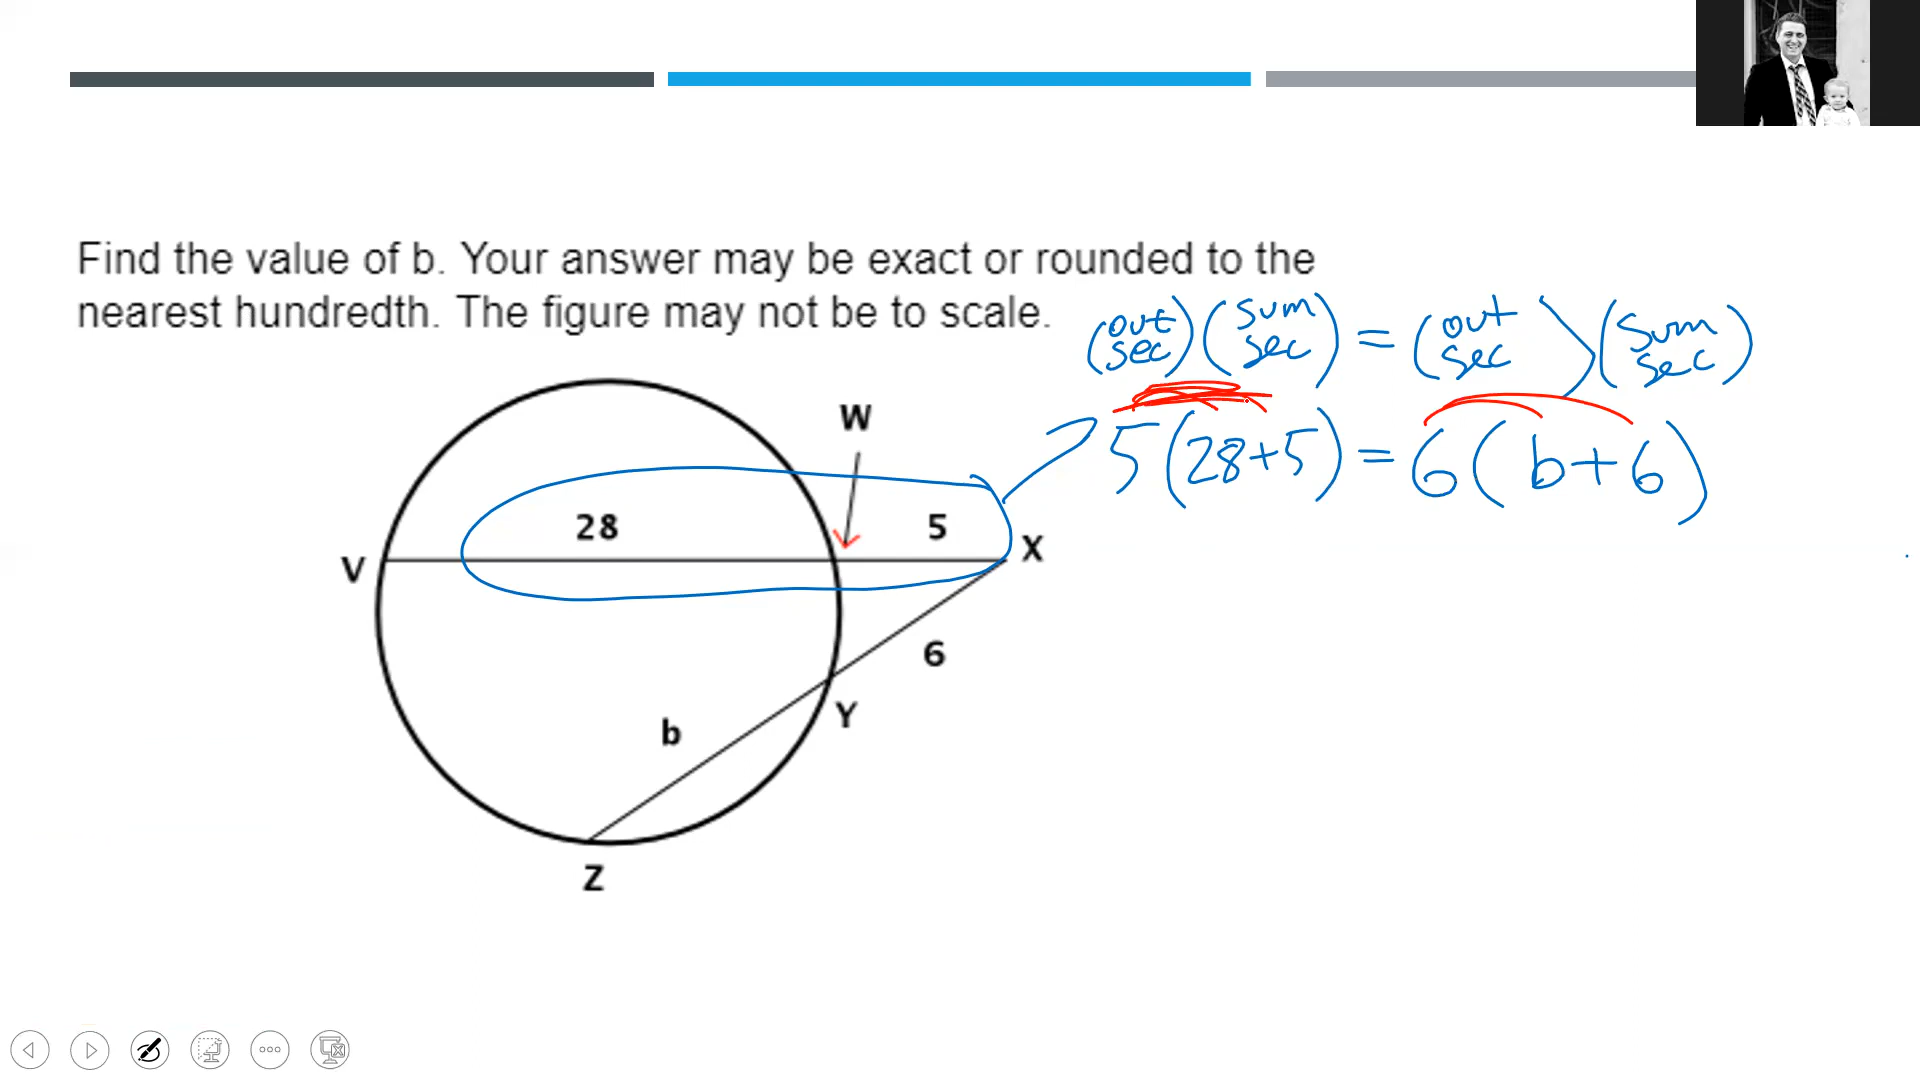 Find the value of b. Your answer may be exact or rounded to the
nearest hundredth. The figure may not be to scale.
(out sec)(sum sec) = (out sec)(sum sec)
5(28+5) = 6(b+6)
W
28
5
V
X
6
Y
b
Z